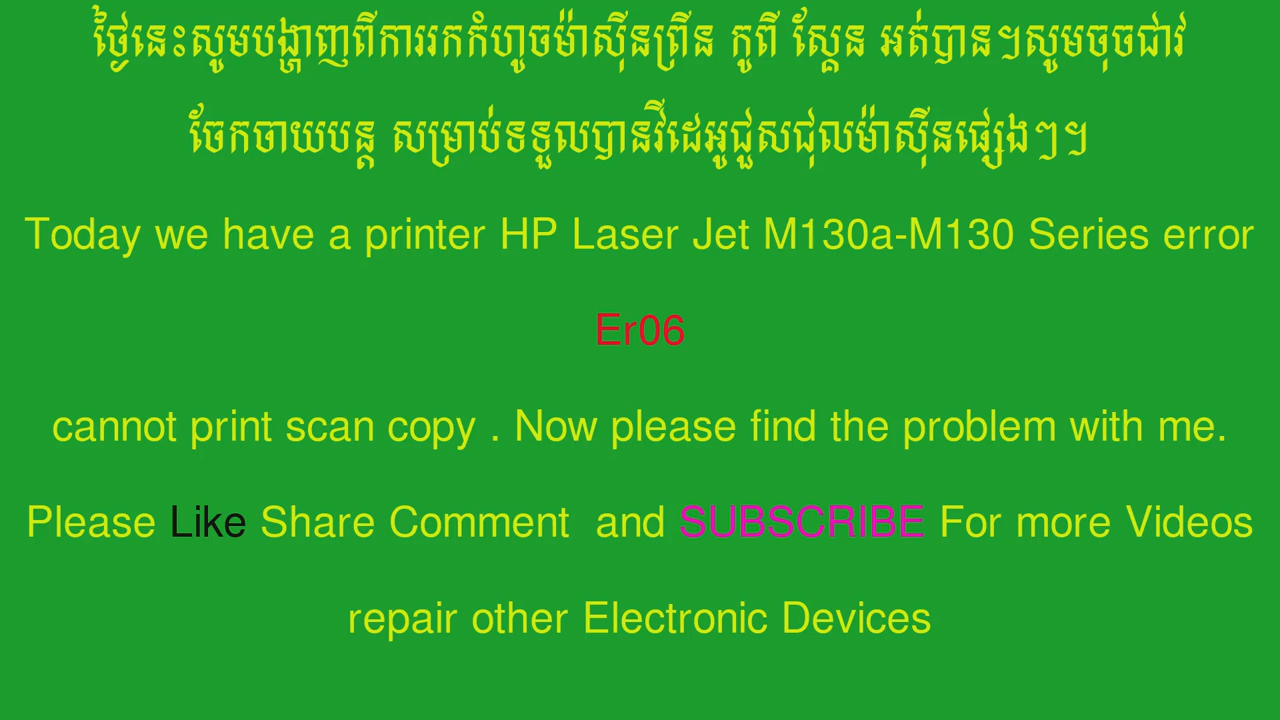 ថ្ងៃនេះសូមបង្ហាញពីការរកកំហូចម៉ាស៊ីនព្រីន កូពី ស្គែន អត់បាន។សូមចុចជាវ
ចែកចាយបន្ត សម្រាប់ទទួលបានវីដេអូជួសជុលម៉ាស៊ីនផ្សេងៗ។
Today we have a printer HP Laser Jet M130a-M130 Series error
Er06
cannot print scan copy . Now please find the problem with me.
Please Like Share Comment  and SUBSCRIBE For more Videos
repair other Electronic Devices